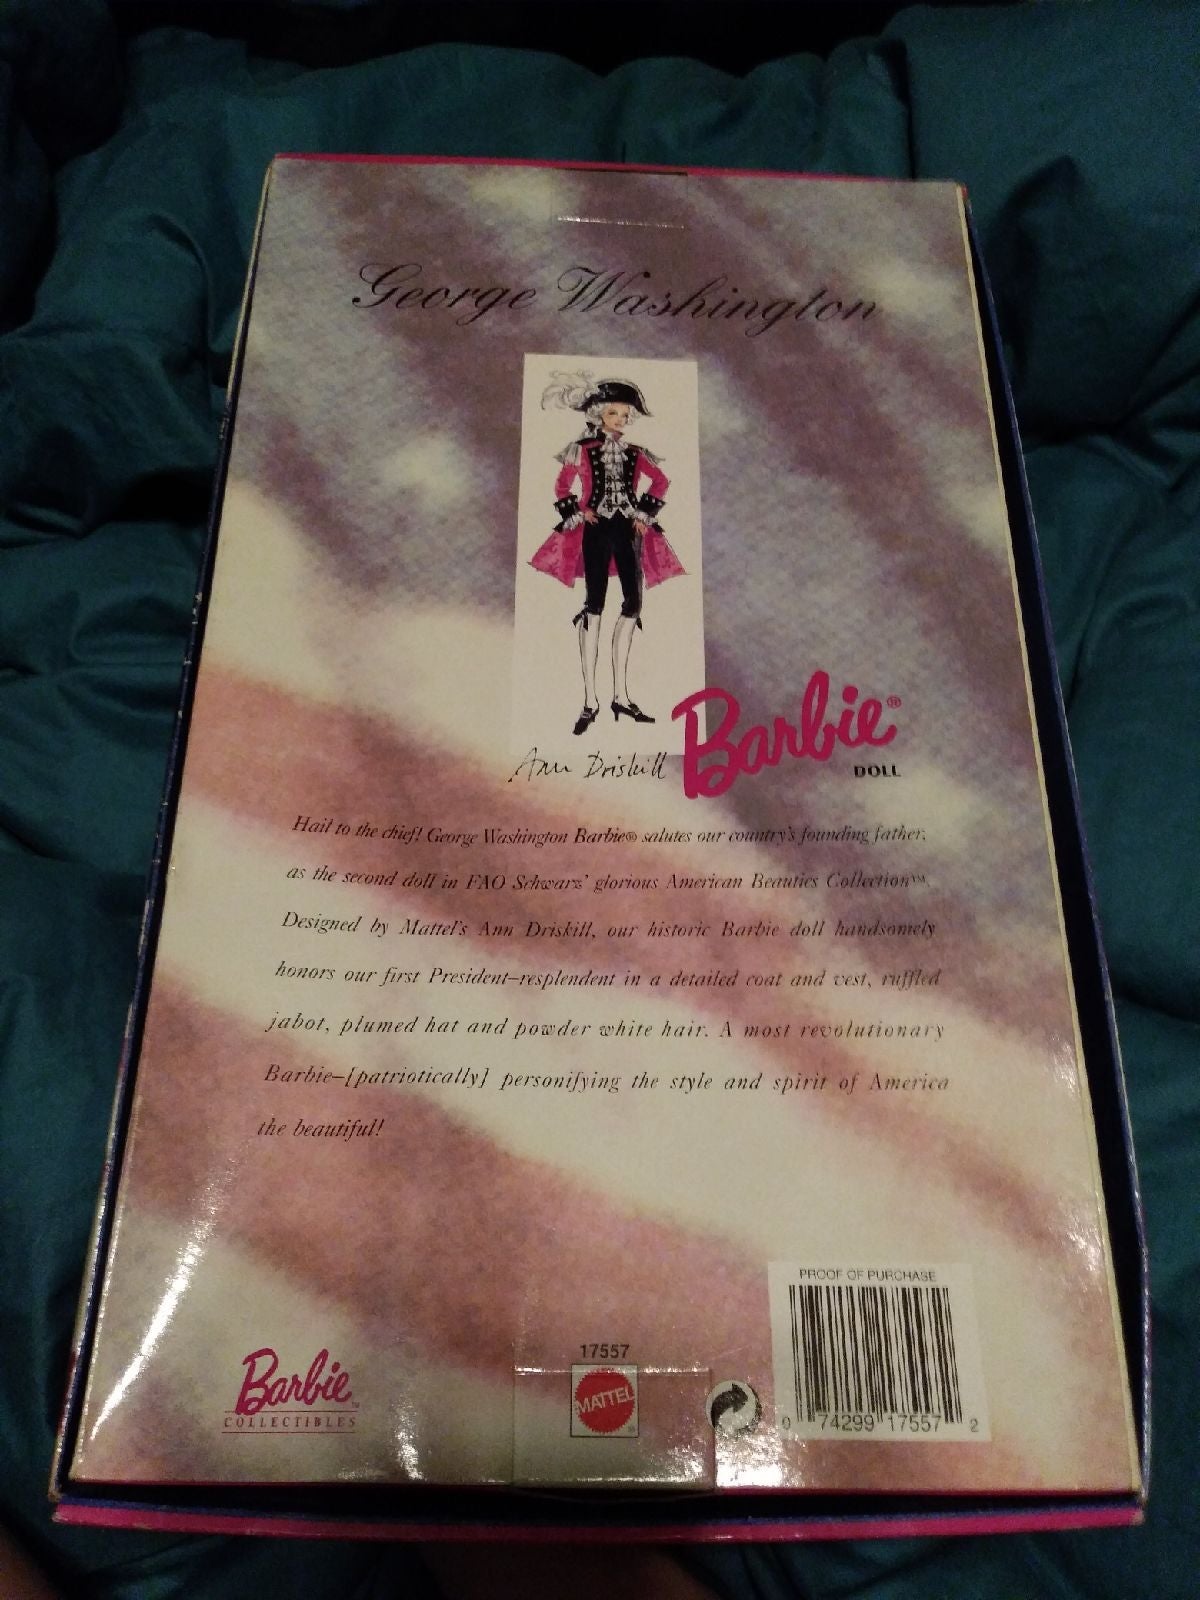 George Washington
Ann Driskill
Barbie®
DOLL
Hail to the chief! George Washington Barbie® salutes our country's founding father,
as the second doll in FAO Schwarz' glorious American Beauties Collection™.
Designed by Mattel's Ann Driskill, our historic Barbie doll handsomely
honors our first President–resplendent in a detailed coat and vest, ruffled
jabot, plumed hat and powder white hair. A most revolutionary
Barbie–[patriotically] personifying the style and spirit of America
the beautiful!
Barbie™
COLLECTIBLES
17557
MATTEL®
PROOF OF PURCHASE
0 74299 17557 2